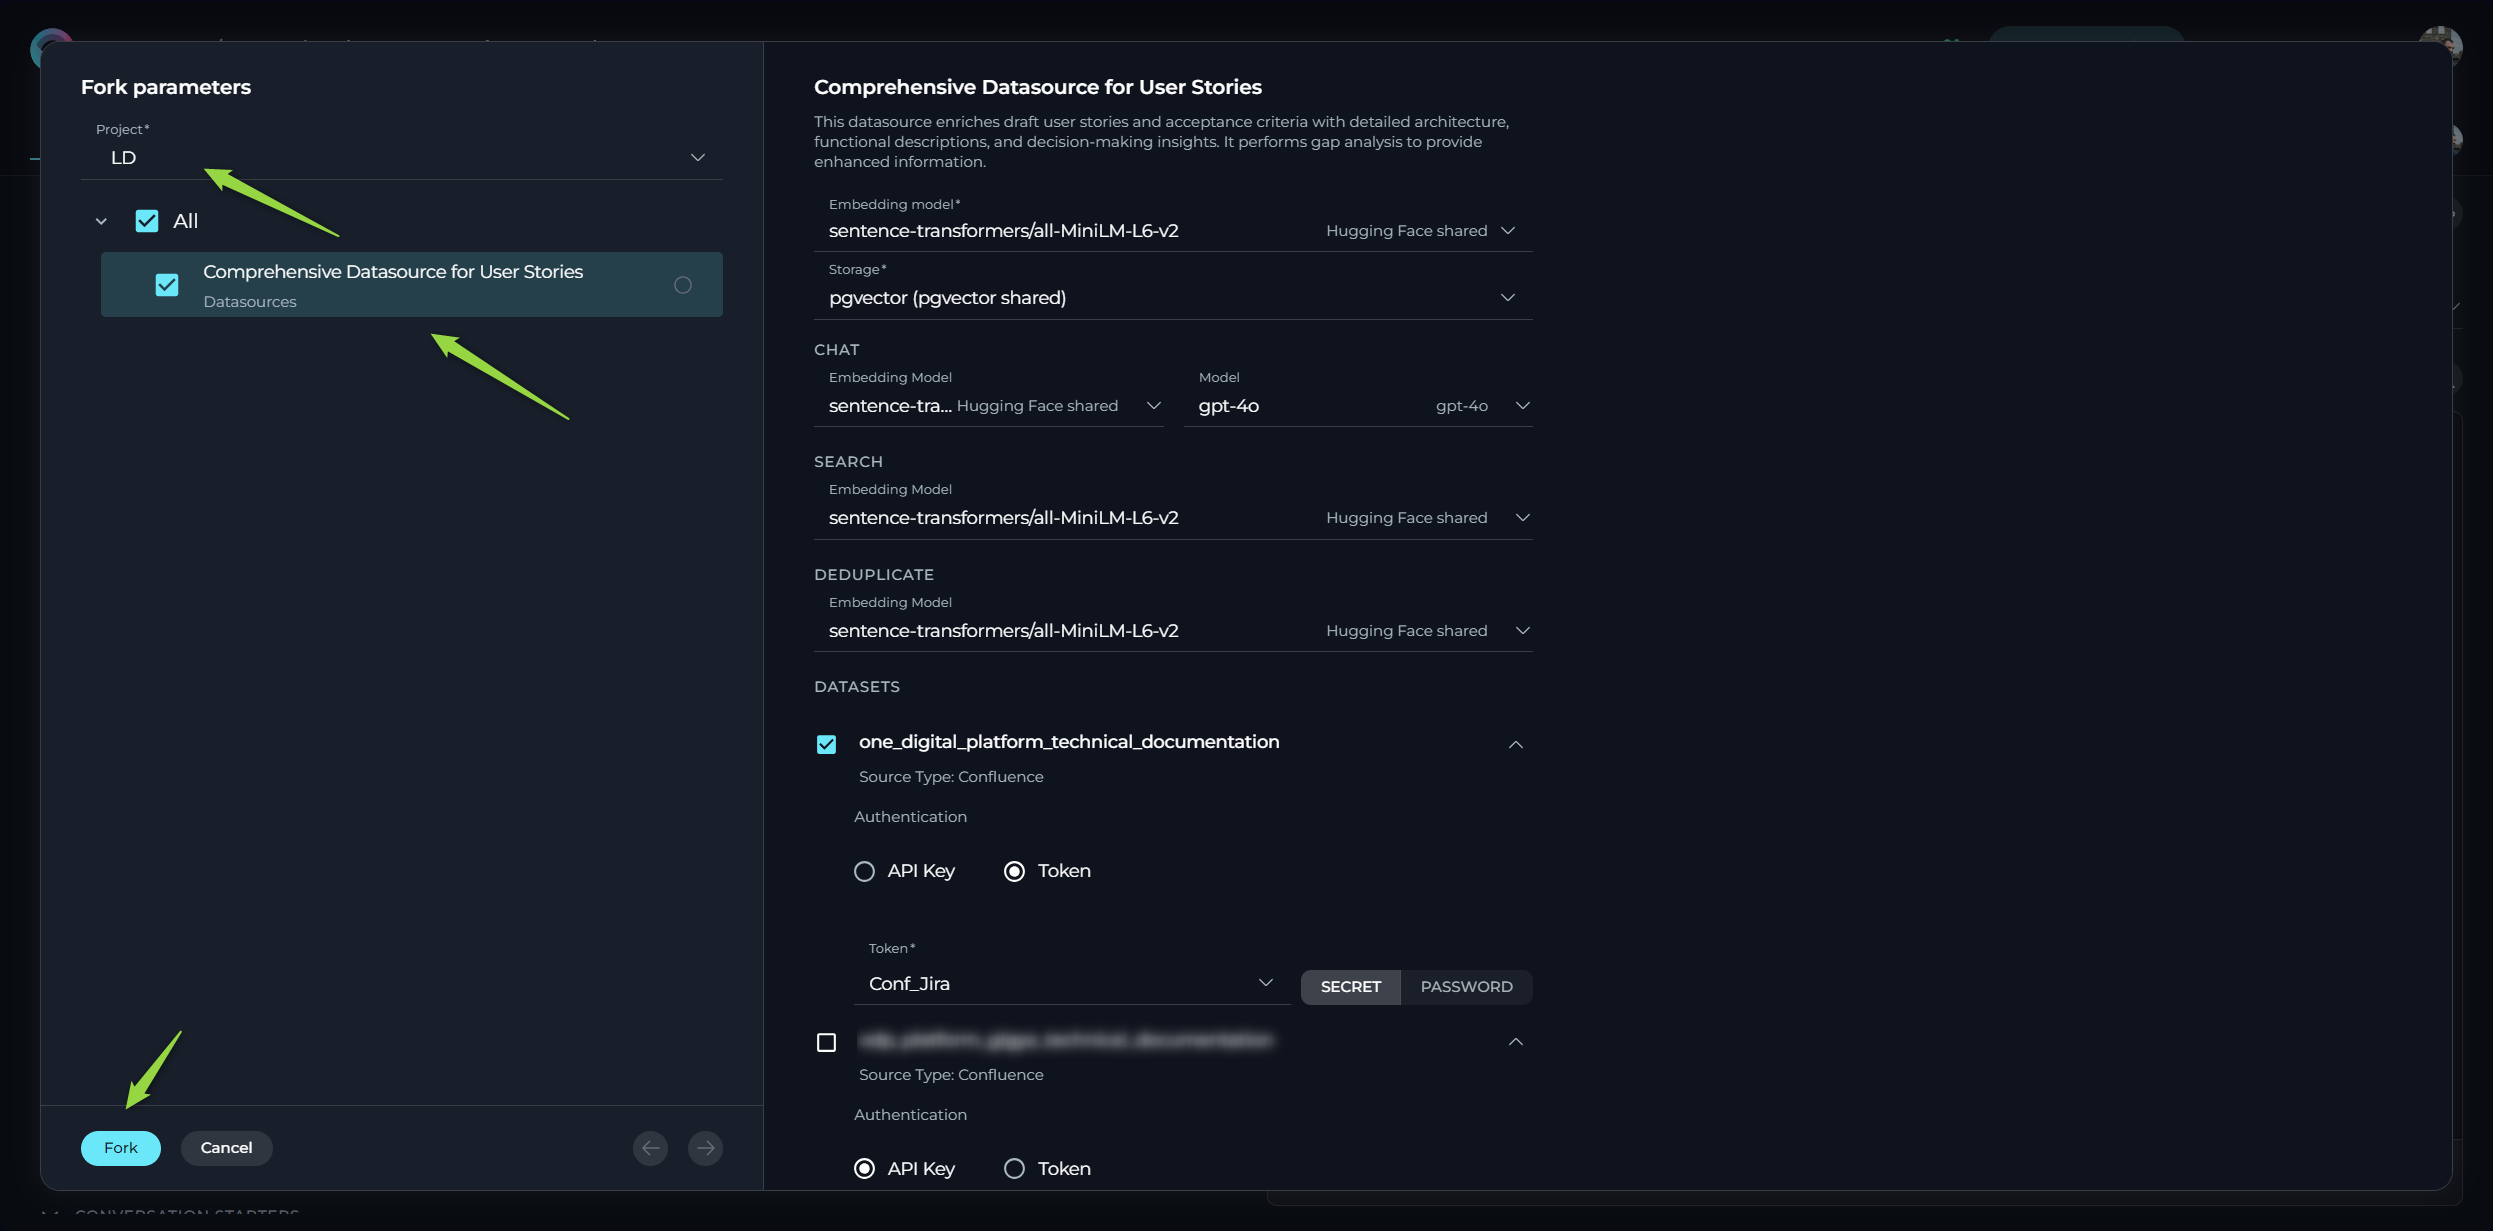 Fork parameters
Project*
LD
All
Comprehensive Datasource for User Stories
Datasources
Fork
Cancel
Comprehensive Datasource for User Stories
This datasource enriches draft user stories and acceptance criteria with detailed architecture,
functional descriptions, and decision-making insights. It performs gap analysis to provide
enhanced information.
Embedding model*
sentence-transformers/all-MiniLM-L6-v2 Hugging Face shared
Storage*
pgvector (pgvector shared)
CHAT
Embedding Model Model
sentence-tra... Hugging Face shared gpt-4o gpt-4o
SEARCH
Embedding Model
sentence-transformers/all-MiniLM-L6-v2 Hugging Face shared
DEDUPLICATE
Embedding Model
sentence-transformers/all-MiniLM-L6-v2 Hugging Face shared
DATASETS
one_digital_platform_technical_documentation
Source Type: Confluence
Authentication
API Key Token
Token*
Conf_Jira SECRET PASSWORD
Source Type: Confluence
Authentication
API Key Token
CONVERSATION STARTERS